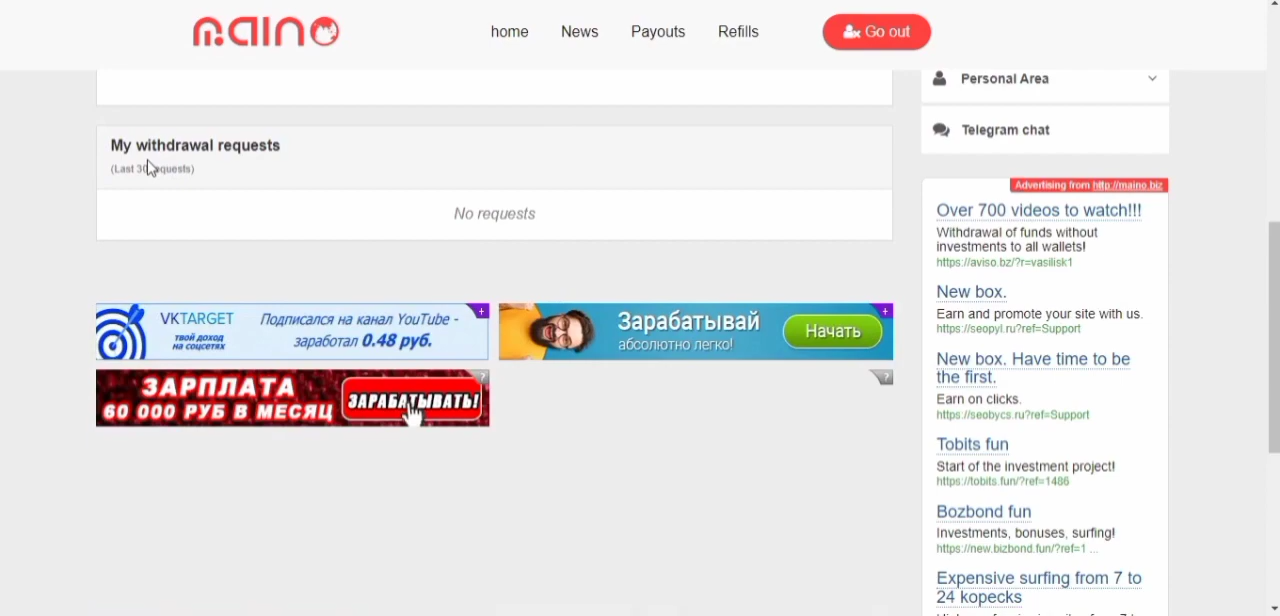 maino
home
News
Payouts
Refills
Go out
Personal Area
Telegram chat
My withdrawal requests
(Last 30 requests)
No requests
VKTARGET
твой доход
на соцсетях
Подписался на канал YouTube -
заработал 0.48 руб.
+
Зарабатывай
абсолютно легко!
Начать
+
ЗАРПЛАТА
60 000 РУБ В МЕСЯЦ
ЗАРАБАТЫВАТЬ!
?
?
Advertising from http://maino.biz
Over 700 videos to watch!!!
Withdrawal of funds without
investments to all wallets!
https://aviso.bz/?r=vasilisk1
New box.
Earn and promote your site with us.
https://seopyl.ru?ref=Support
New box. Have time to be
the first.
Earn on clicks.
https://seobycs.ru?ref=Support
Tobits fun
Start of the investment project!
https://tobits.fun/?ref=1486
Bozbond fun
Investments, bonuses, surfing!
https://new.bizbond.fun/?ref=1 ...
Expensive surfing from 7 to
24 kopecks